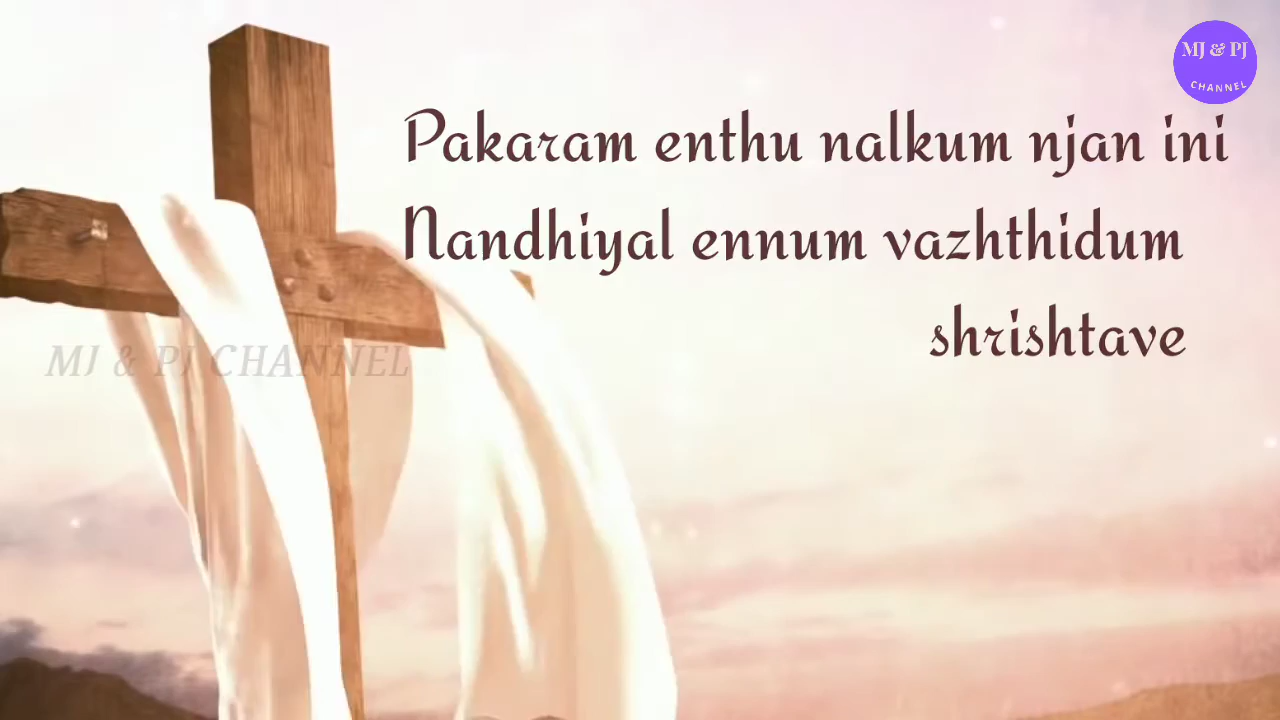 MJ & PJ
CHANNEL
Pakaram enthu nalkum njan ini
Nandhiyal ennum vazhthidum
shrishtave
MJ & PJ CHANNEL